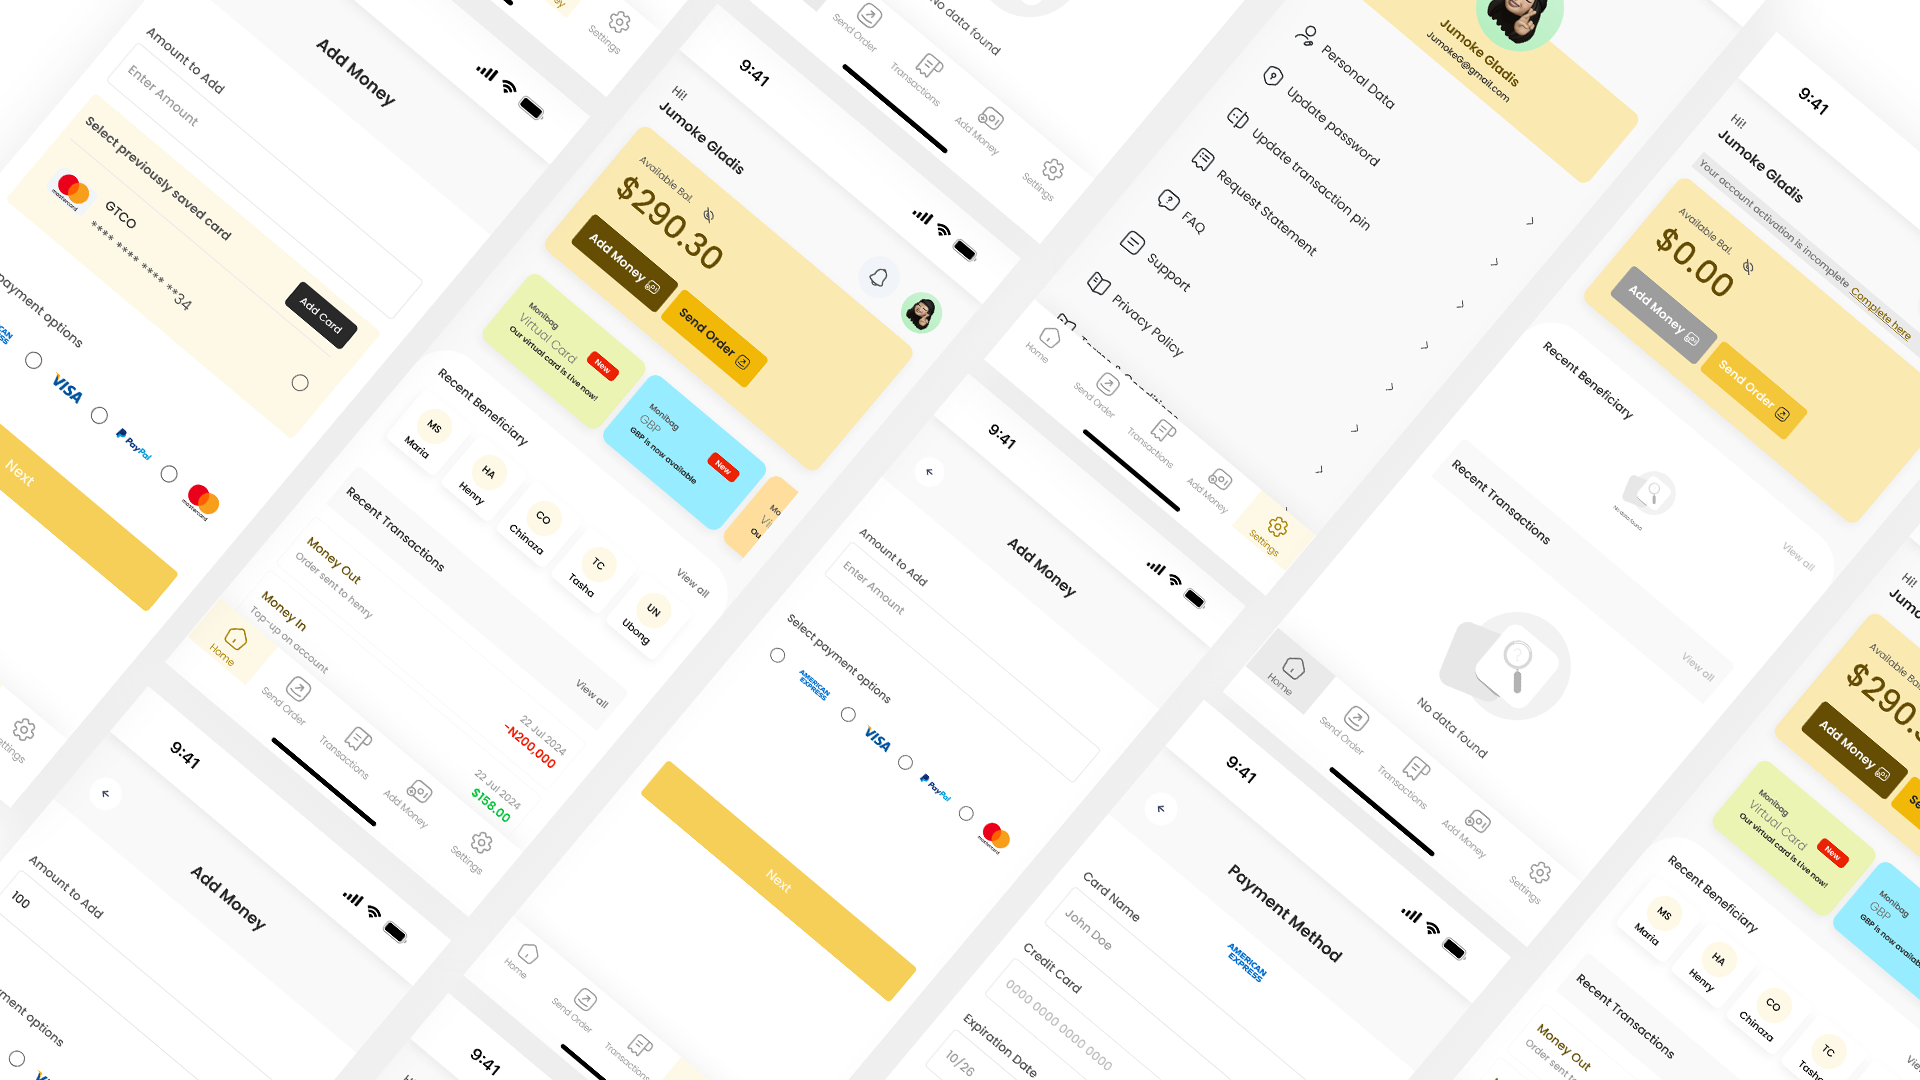 Settings
Amount to Add
Enter Amount
Add Money
Select previously saved card
mastercard
GTCO
**** **** **** **34
Add Card
payment options
VISA
PayPal
mastercard
Next
9:41
Hi!
Jumoke Gladis
Available Bal.
$290.30
Add Money
Send Order
Monibag
Virtual Card
Our virtual card is Live now!
New
Monibag
GBP
GBP is now available
New
Recent Beneficiary
View all
MS
Maria
HA
Henry
CO
Chinaza
TC
Tasha
UN
Ubong
Recent Transactions
View all
Money Out
Order sent to henry
22 Jul 2024
-N200,000
Money In
Top-up on account
22 Jul 2024
$158.00
Home
Send Order
Transactions
Add Money
Settings
No data found
Send Order
Transactions
Add Money
Settings
Jumoke Gladis
JumokeG@gmail.com
Personal Data
Update password
Update transaction pin
Request Statement
FAQ
Support
Privacy Policy
Home
Send Order
Transactions
Add Money
Settings
9:41
Add Money
Amount to Add
Enter Amount
Select payment options
AMERICAN
EXPRESS
VISA
PayPal
mastercard
Next
Home
Send Order
Transactions
9:41
Hi!
Jumoke Gladis
Your account activation is incomplete Complete here
Available Bal.
$0.00
Add Money
Send Order
Recent Beneficiary
No data found
View all
Recent Transactions
View all
No data found
Home
Send Order
Transactions
Add Money
Settings
9:41
Payment Method
AMERICAN
EXPRESS
Card Name
John Doe
Credit Card
0000 0000 0000 0000
Expiration Date
10/26
9:41
Add Money
Amount to Add
100
9:41
Hi!
Available Bal.
$290.
Add Money
Monibag
Virtual Card
Our virtual card is Live now!
New
Monibag
GBP
GBP is now
Recent Beneficiary
MS
Maria
HA
Henry
CO
Chinaza
TC
Recent Transactions
Money Out
Order sent